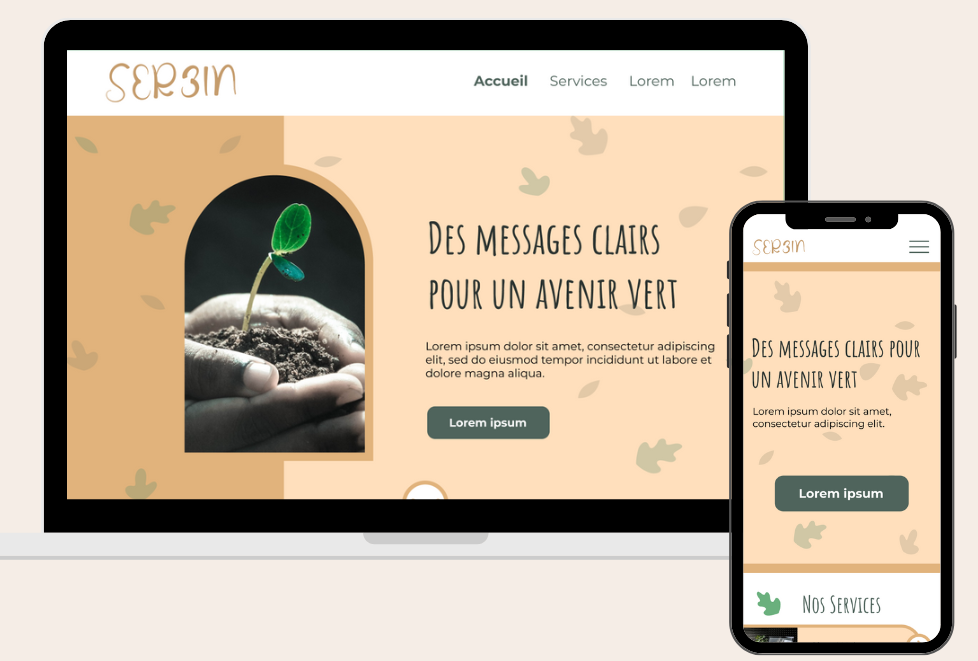 SER3IN
Accueil Services Lorem Lorem
Des messages clairs
pour un avenir vert
Lorem ipsum dolor sit amet, consectetur adipiscing
elit, sed do eiusmod tempor incididunt ut labore et
dolore magna aliqua.
Lorem ipsum
SER3IN
Des messages clairs pour
un avenir vert
Lorem ipsum dolor sit amet,
consectetur adipiscing elit.
Lorem ipsum
Nos Services